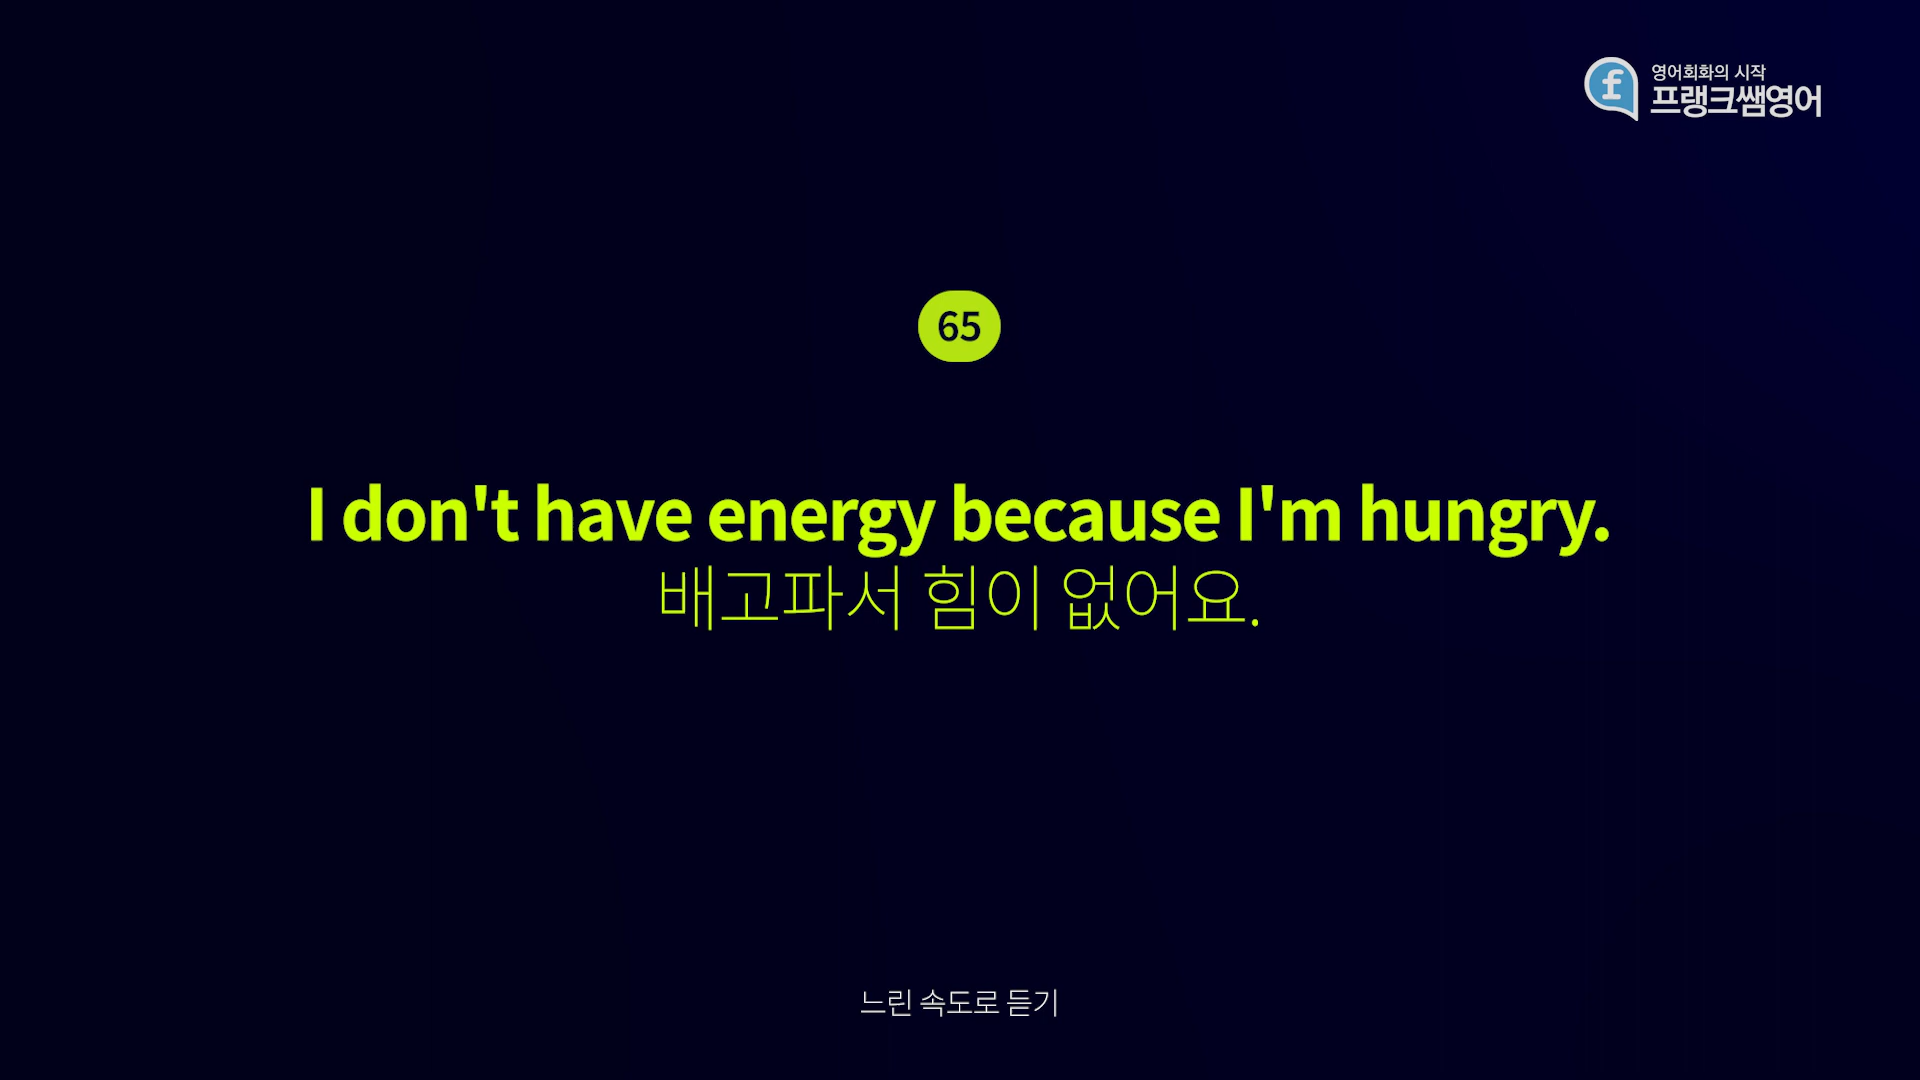 영어회화의 시작
프랭크쌤영어
65
I don't have energy because I'm hungry.
배고파서 힘이 없어요.
느린 속도로 듣기